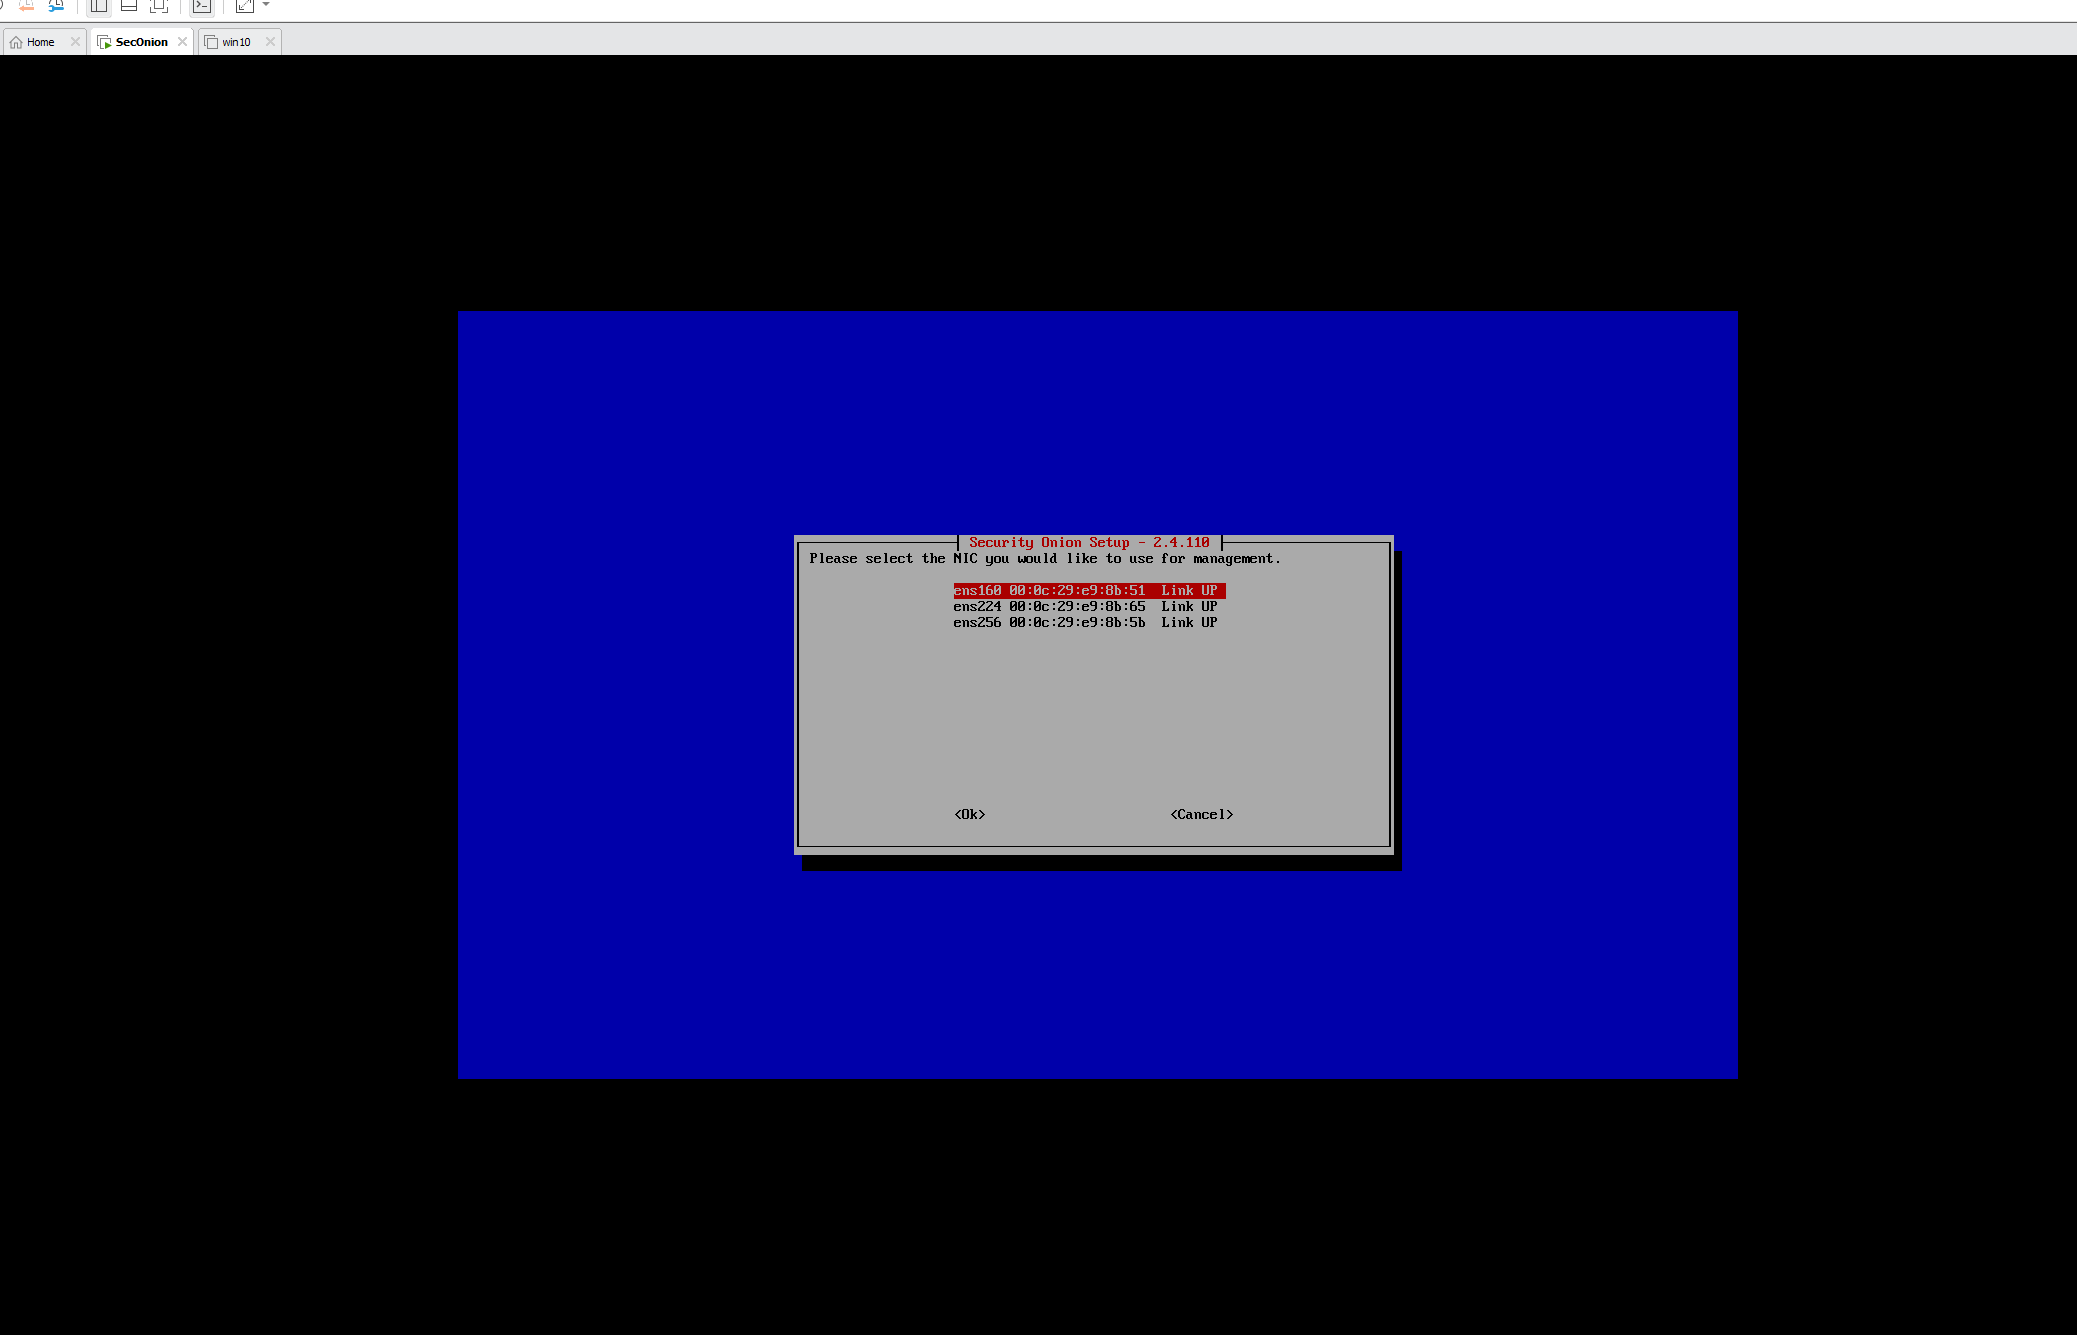 Home
SecOnion
win10
Security Onion Setup - 2.4.110
Please select the NIC you would like to use for management.
ens160 00:0c:29:e9:8b:51 Link UP
ens224 00:0c:29:e9:8b:65 Link UP
ens256 00:0c:29:e9:8b:5b Link UP
<Ok> <Cancel>